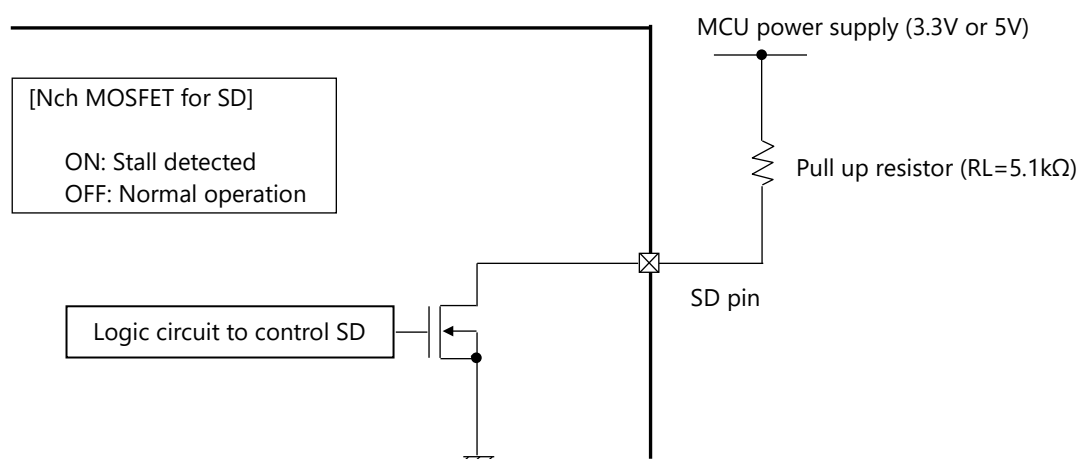 MCU power supply (3.3V or 5V)
[Nch MOSFET for SD]
ON: Stall detected
OFF: Normal operation
Pull up resistor (RL=5.1kΩ)
SD pin
Logic circuit to control SD